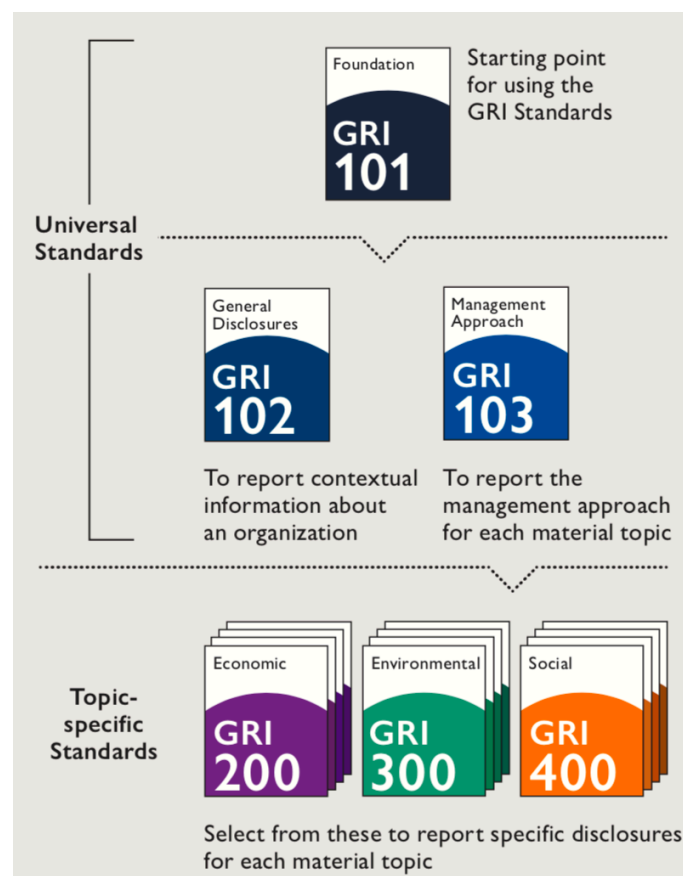 Foundation
GRI
101
Starting point
for using the
GRI Standards
Universal
Standards
General
Disclosures
GRI
102
To report contextual
information about
an organization
Management
Approach
GRI
103
To report the
management approach
for each material topic
Topic-
specific
Standards
Economic
GRI
200
Environmental
GRI
300
Social
GRI
400
Select from these to report specific disclosures
for each material topic